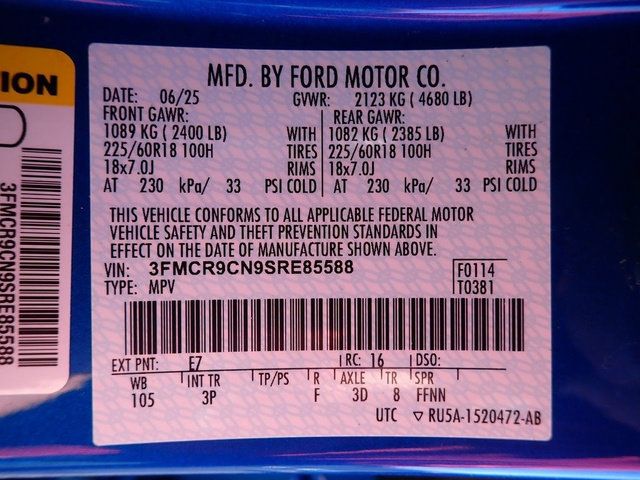 ION
3FMCR9CN9SRE85588
MFD. BY FORD MOTOR CO.
DATE: 06/25 GVWR: 2123 KG ( 4680 LB)
FRONT GAWR: REAR GAWR:
1089 KG ( 2400 LB) WITH 1082 KG ( 2385 LB) WITH
225/60R18 100H TIRES 225/60R18 100H TIRES
18x7.0J RIMS 18x7.0J RIMS
AT 230 kPa/ 33 PSI COLD AT 230 kPa/ 33 PSI COLD
THIS VEHICLE CONFORMS TO ALL APPLICABLE FEDERAL MOTOR
VEHICLE SAFETY AND THEFT PREVENTION STANDARDS IN
EFFECT ON THE DATE OF MANUFACTURE SHOWN ABOVE.
VIN: 3FMCR9CN9SRE85588 F0114
TYPE: MPV T0381
EXT PNT: E7 RC: 16 DSO:
WB INT TR TP/PS R AXLE TR SPR
105 3P F 3D 8 FFNN
UTC ▽ RU5A-1520472-AB